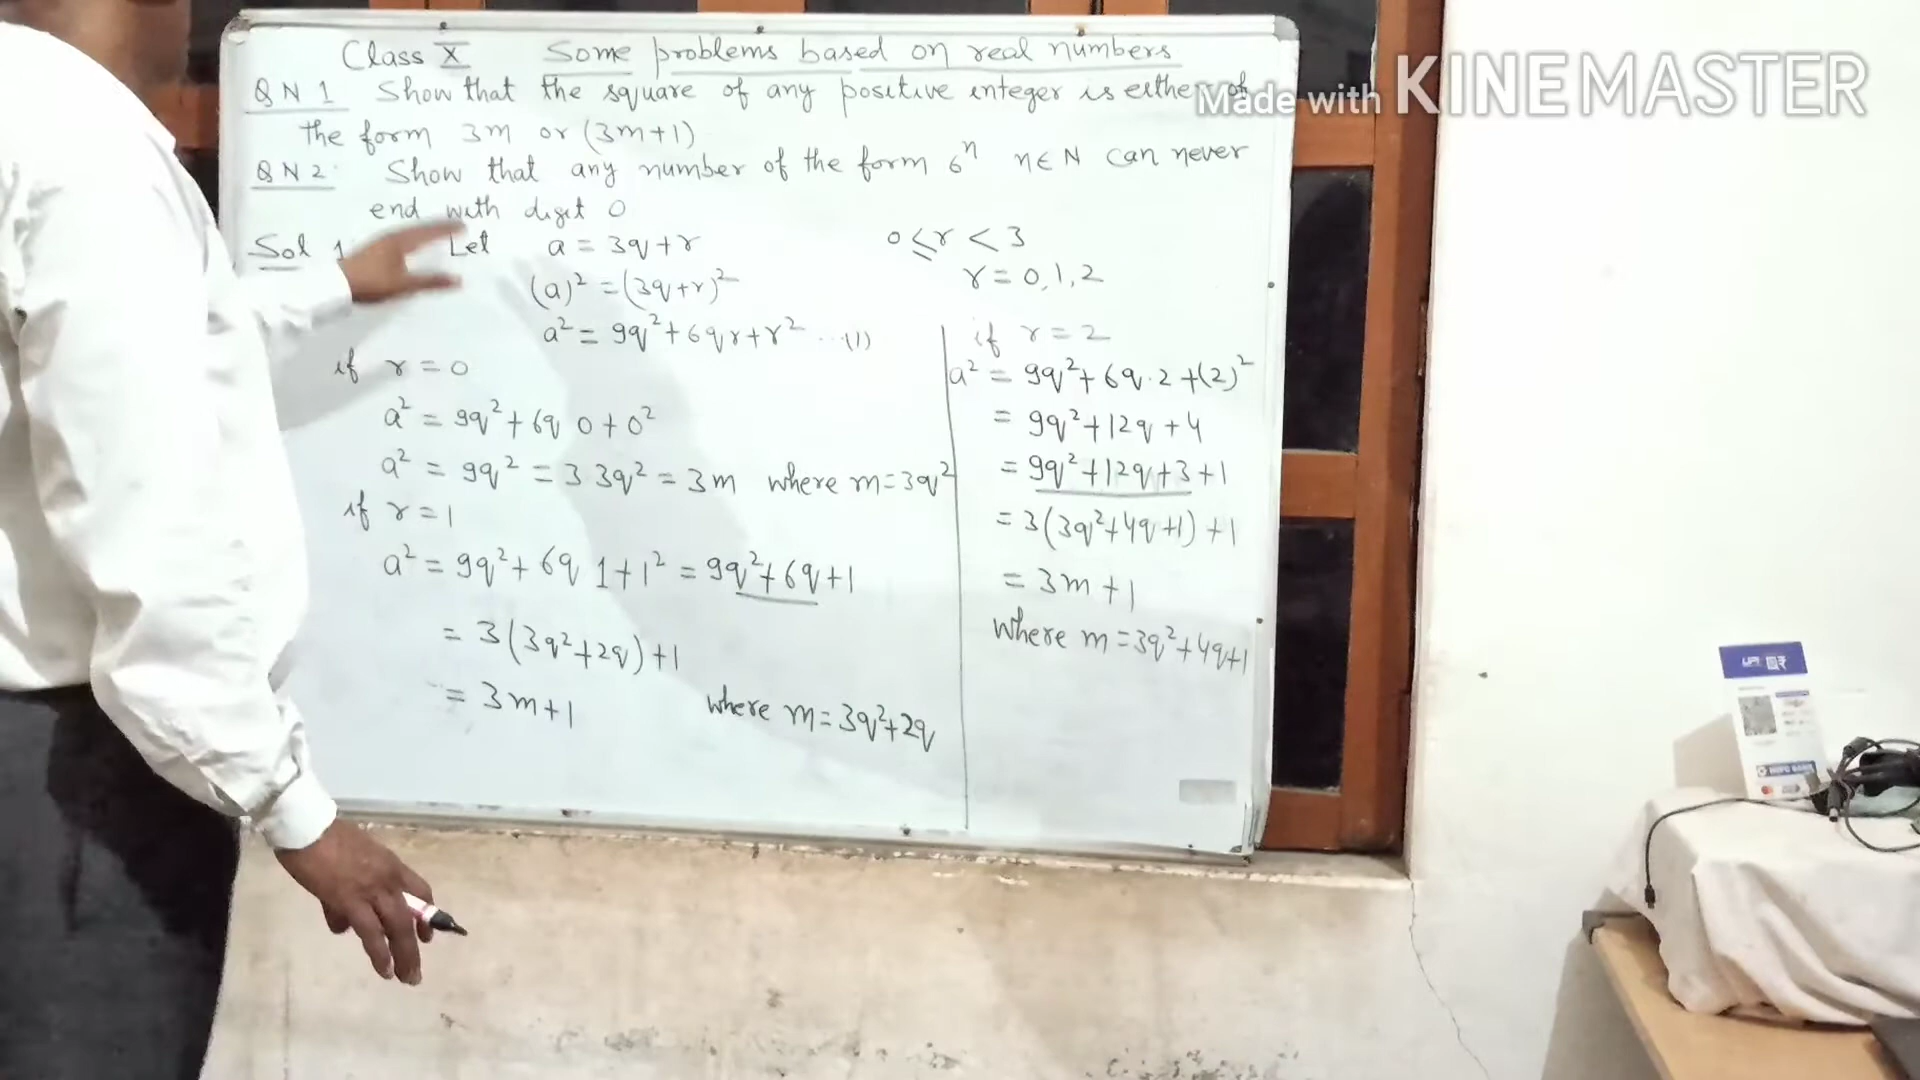 Class X Some problems based on real numbers
Made with KINEMASTER
Q N 1 Show that the square of any positive integer is either of
the form 3m or (3m+1)
Q N 2. Show that any number of the form 6ⁿ n∈N can never
end with digit 0
Sol 1 Let a = 3q+r 0 ≤ r < 3
(a)² = (3q+r)² r = 0,1,2
a² = 9q²+6qr+r² ...(1)
if r = 0
a² = 9q²+6q 0+0²
a² = 9q² = 3 3q² = 3m where m=3q²
if r = 1
a² = 9q²+6q 1+1² = 9q²+6q+1
= 3(3q²+2q)+1
= 3m+1 where m=3q²+2q
if r = 2
a² = 9q²+6q·2+(2)²
= 9q²+12q+4
= 9q²+12q+3+1
= 3(3q²+4q+1)+1
= 3m+1
where m=3q²+4q+1
UPI
HDFC BANK